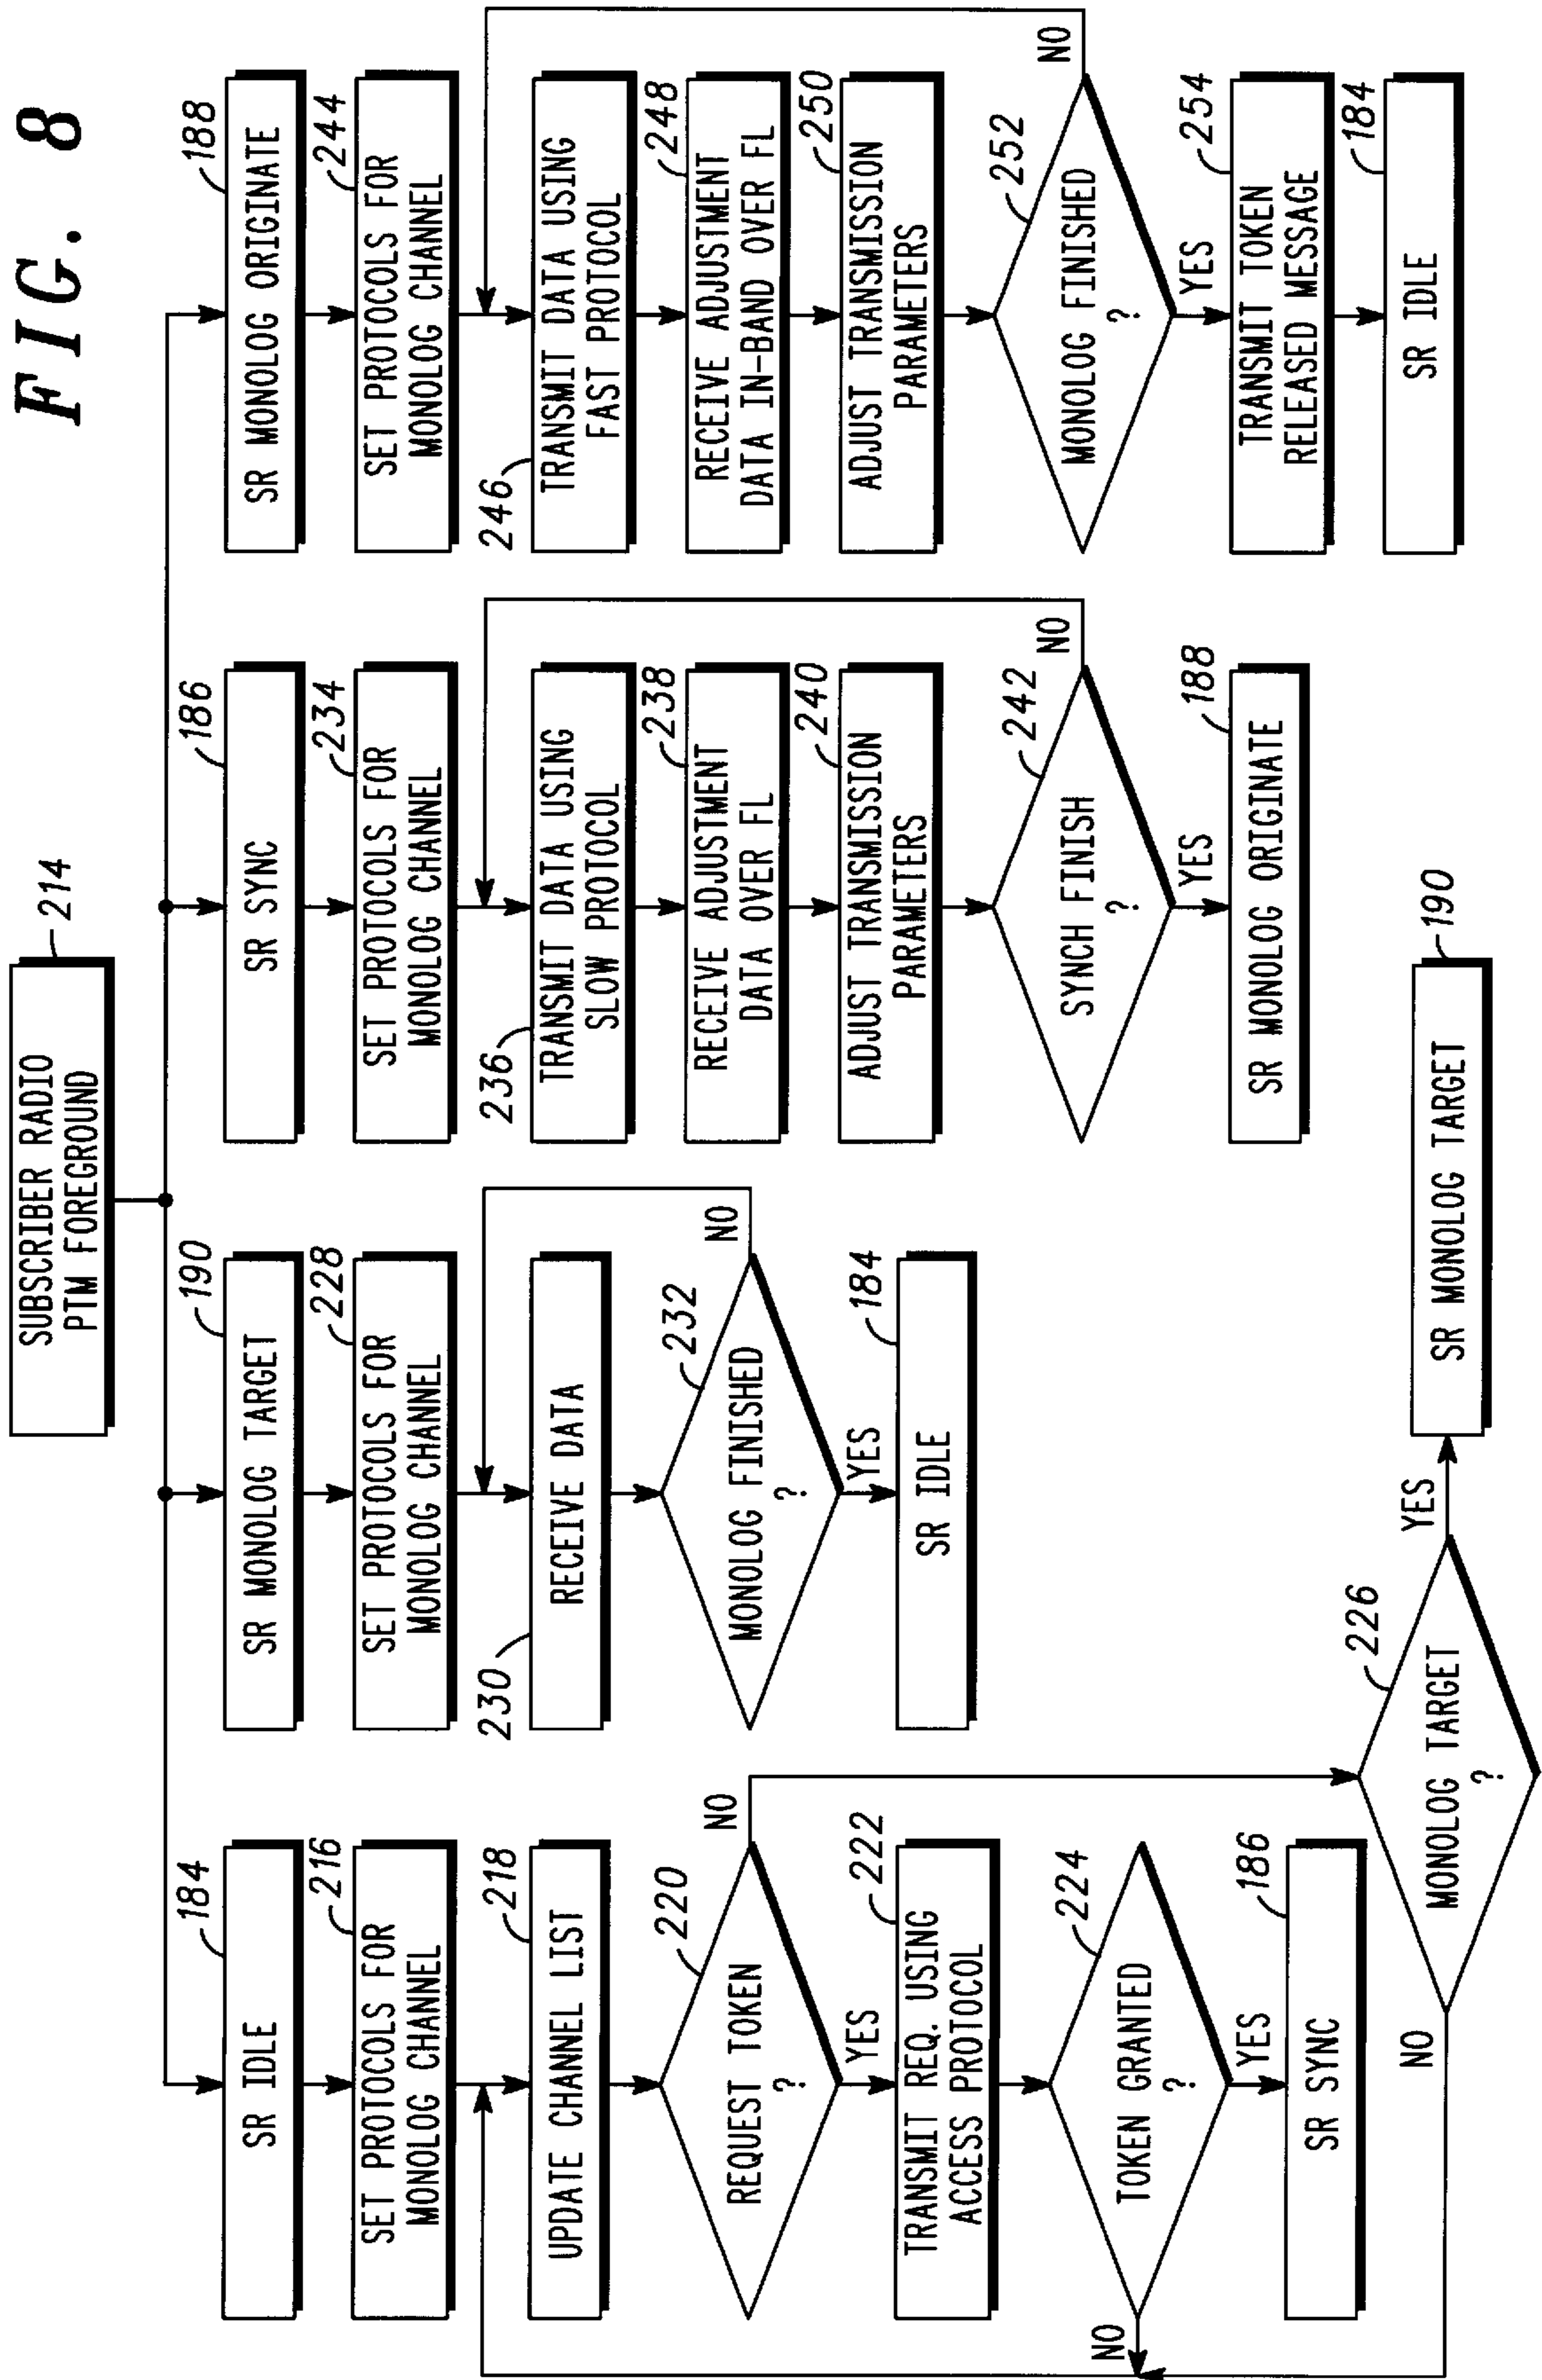 FIG. 8
SUBSCRIBER RADIO
PTM FOREGROUND
214
184
SR IDLE
216
SET PROTOCOLS FOR
MONOLOG CHANNEL
218
UPDATE CHANNEL LIST
220
REQUEST TOKEN
?
NO
YES
222
TRANSMIT REQ. USING
ACCESS PROTOCOL
224
TOKEN GRANTED
?
NO
YES
186
SR SYNC
226
MONOLOG TARGET
?
NO
YES
190
SR MONOLOG TARGET
190
SR MONOLOG TARGET
228
SET PROTOCOLS FOR
MONOLOG CHANNEL
230
RECEIVE DATA
232
MONOLOG FINISHED
?
NO
YES
184
SR IDLE
186
SR SYNC
234
SET PROTOCOLS FOR
MONOLOG CHANNEL
236
TRANSMIT DATA USING
SLOW PROTOCOL
238
RECEIVE ADJUSTMENT
DATA OVER FL
240
ADJUST TRANSMISSION
PARAMETERS
242
SYNCH FINISH
?
NO
YES
188
SR MONOLOG ORIGINATE
188
SR MONOLOG ORIGINATE
244
SET PROTOCOLS FOR
MONOLOG CHANNEL
246
TRANSMIT DATA USING
FAST PROTOCOL
248
RECEIVE ADJUSTMENT
DATA IN-BAND OVER FL
250
ADJUST TRANSMISSION
PARAMETERS
252
MONOLOG FINISHED
?
NO
YES
254
TRANSMIT TOKEN
RELEASED MESSAGE
184
SR IDLE